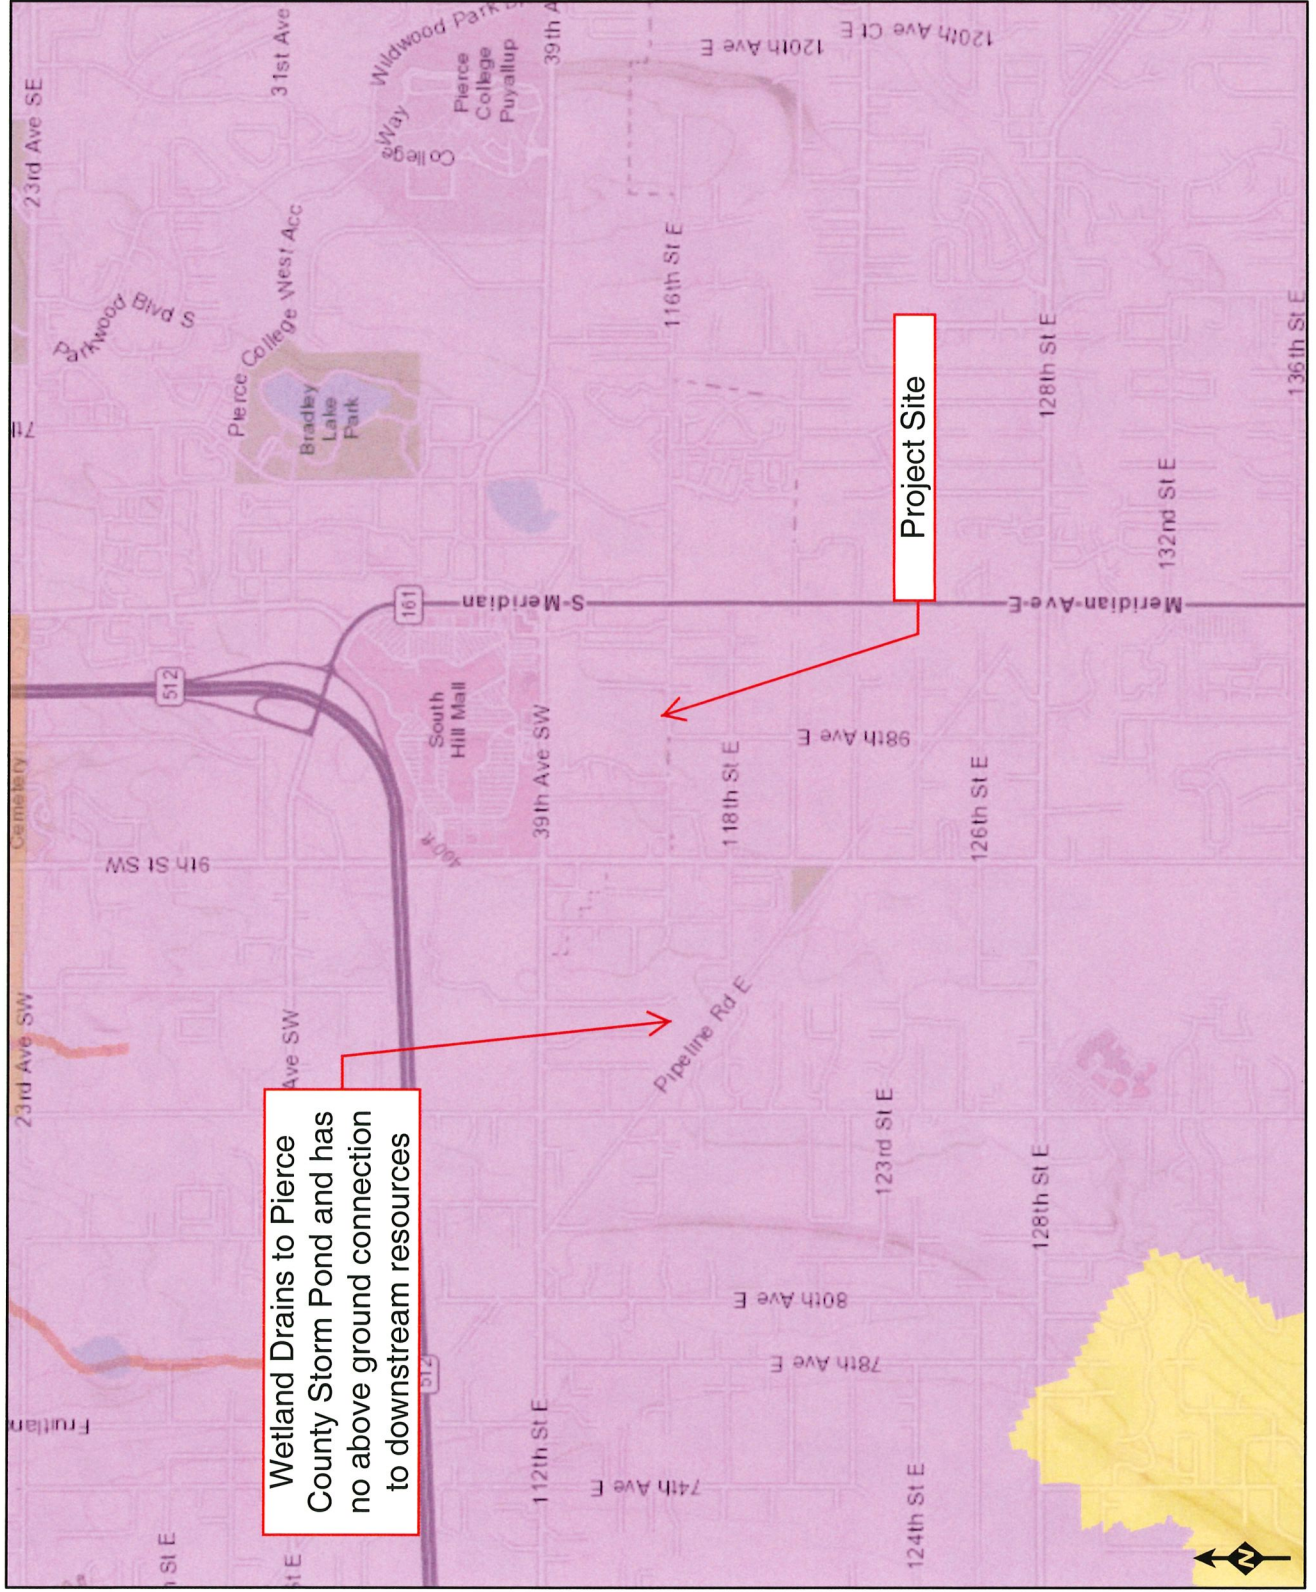 23rd Ave SW
Cemetery
23rd Ave SE
Fruitlan
Parkwood Blvd S
St E
9th St SW
512
St E
Ave SW
31st Ave
Pierce College West Acc
Wetland Drains to Pierce
County Storm Pond and has
no above ground connection
to downstream resources
Bradley
Lake
Park
Wildwood Park
College Way
161
512
400 ft
South
Hill Mall
Pierce
College
Puyallup
S Meridian
112th St E
39th Ave SW
39th A
74th Ave E
116th St E
Pipeline Rd E
118th St E
120th Ave E
80th Ave E
78th Ave E
98th Ave E
120th Ave Ct E
123rd St E
Project Site
124th St E
126th St E
128th St E
128th St E
Meridian Ave E
132nd St E
136th St E
N